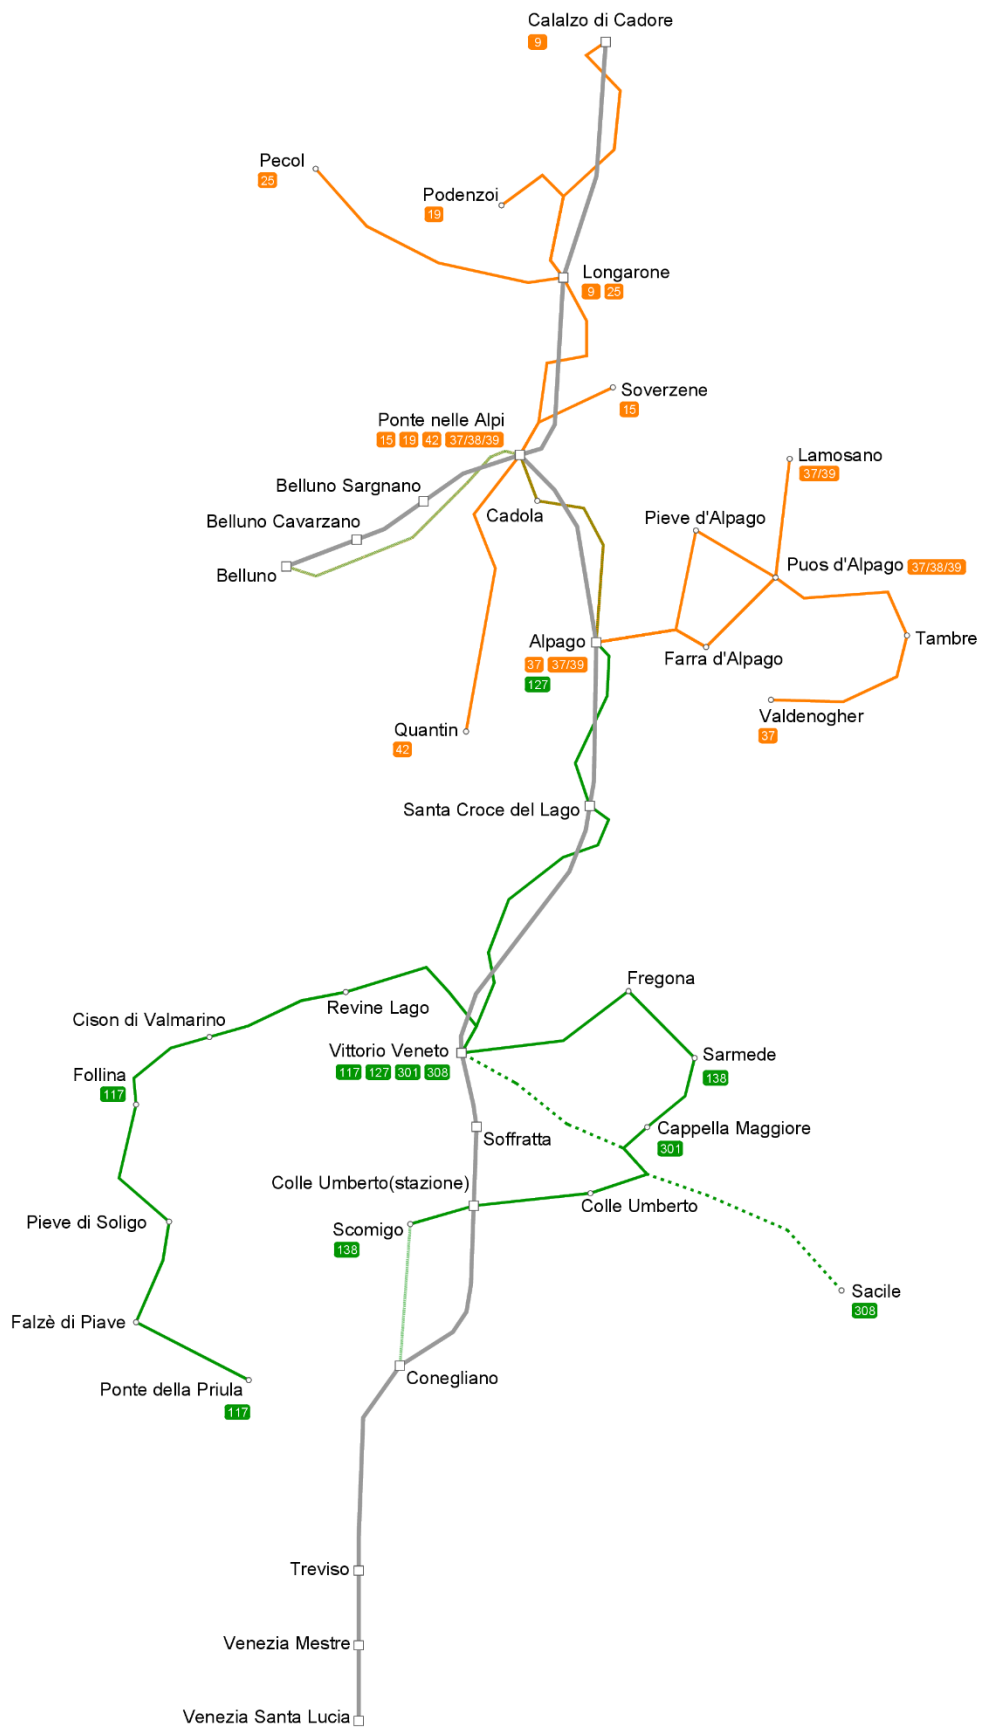 Calalzo di Cadore
9
Pecol
25
Podenzoi
19
Longarone
9 25
Soverzene
15
Ponte nelle Alpi
15 19 42 37/38/39
Lamosano
37/39
Belluno Sargnano
Cadola
Pieve d'Alpago
Belluno Cavarzano
Puos d'Alpago 37/38/39
Belluno
Alpago
37 37/39
127
Farra d'Alpago
Tambre
Quantin
42
Valdenogher
37
Santa Croce del Lago
Fregona
Revine Lago
Cison di Valmarino
Vittorio Veneto
117 127 301 308
Sarmede
138
Follina
117
Soffratta
Cappella Maggiore
301
Colle Umberto(stazione)
Colle Umberto
Pieve di Soligo
Scomigo
138
Sacile
308
Falzè di Piave
Conegliano
Ponte della Priula
117
Treviso
Venezia Mestre
Venezia Santa Lucia